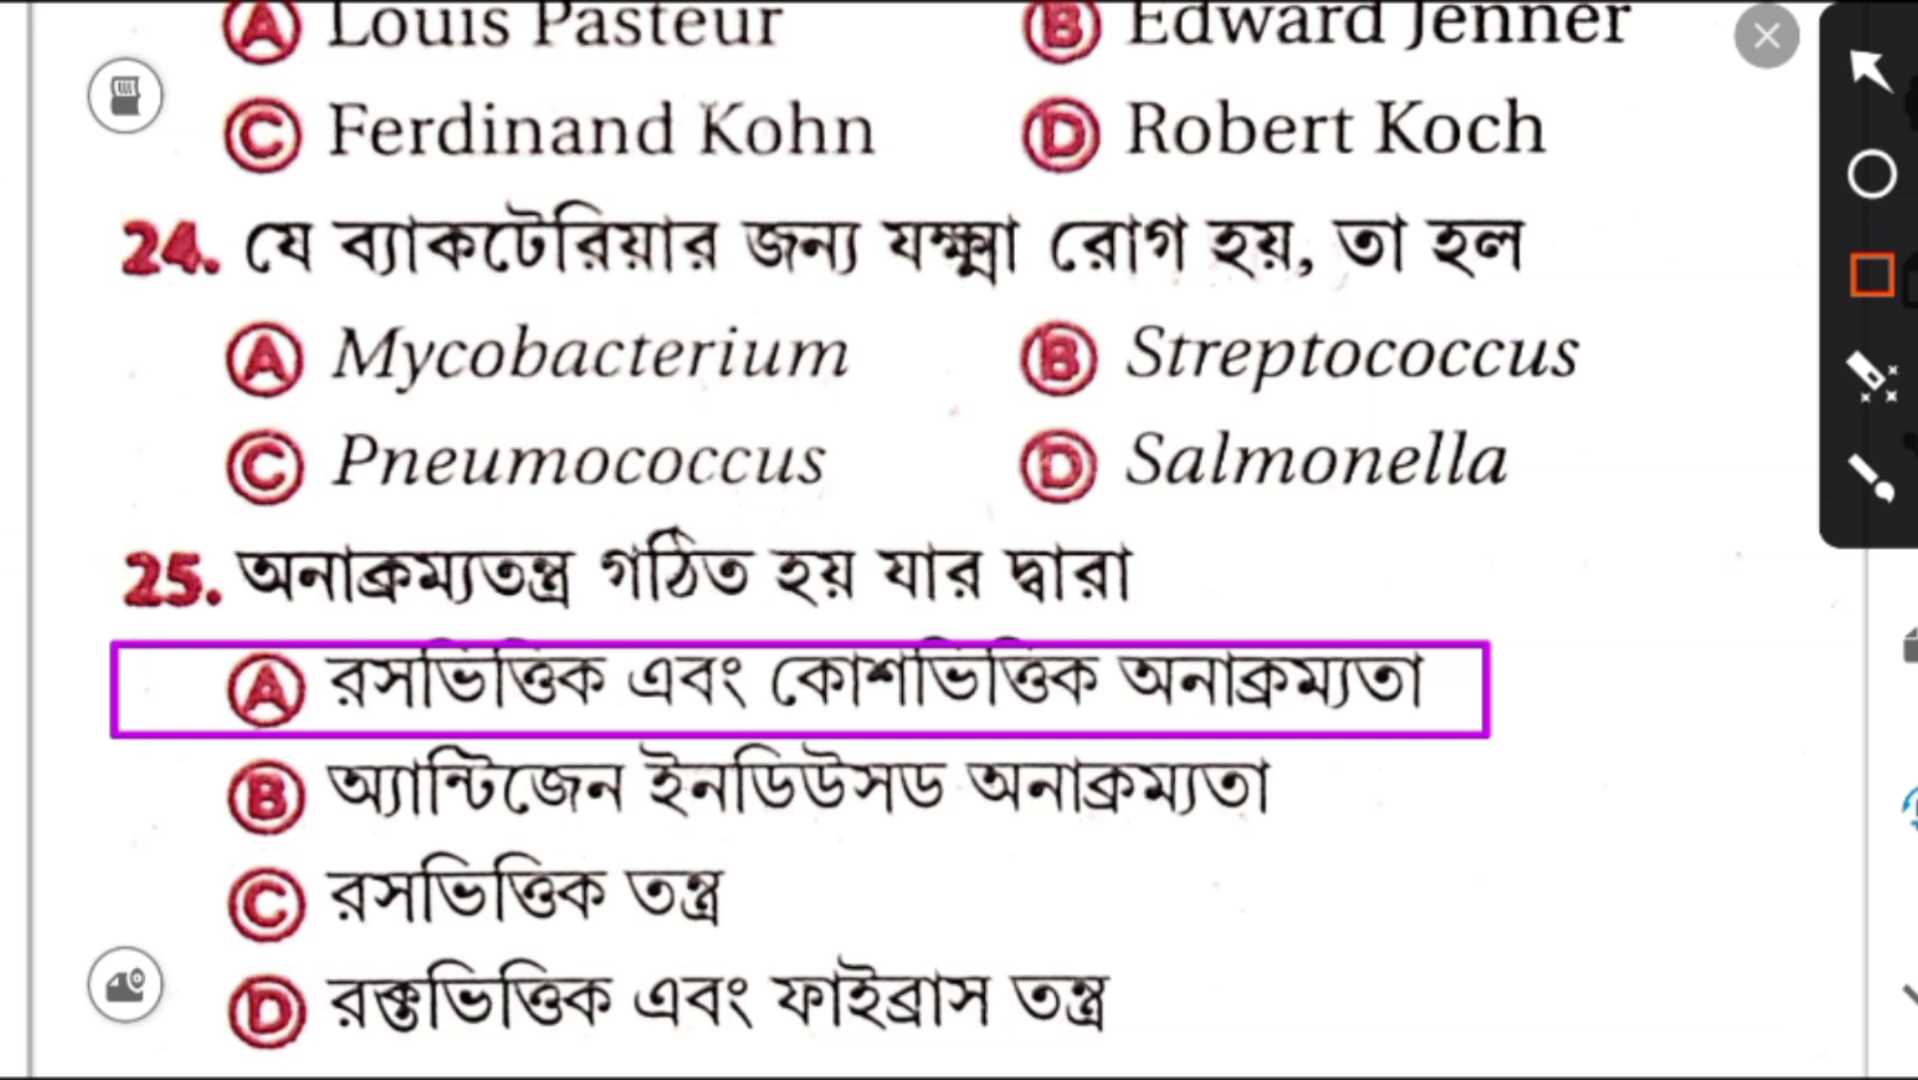 A Louis Pasteur B Edward Jenner
C Ferdinand Kohn D Robert Koch
24. যে ব্যাকটেরিয়ার জন্য যক্ষ্মা রোগ হয়, তা হল
A Mycobacterium B Streptococcus
C Pneumococcus D Salmonella
25. অনাক্রম্যতন্ত্র গঠিত হয় যার দ্বারা
A রসভিত্তিক এবং কোশভিত্তিক অনাক্রম্যতা
B অ্যান্টিজেন ইনডিউসড অনাক্রম্যতা
C রসভিত্তিক তন্ত্র
D রক্তভিত্তিক এবং ফাইব্রাস তন্ত্র